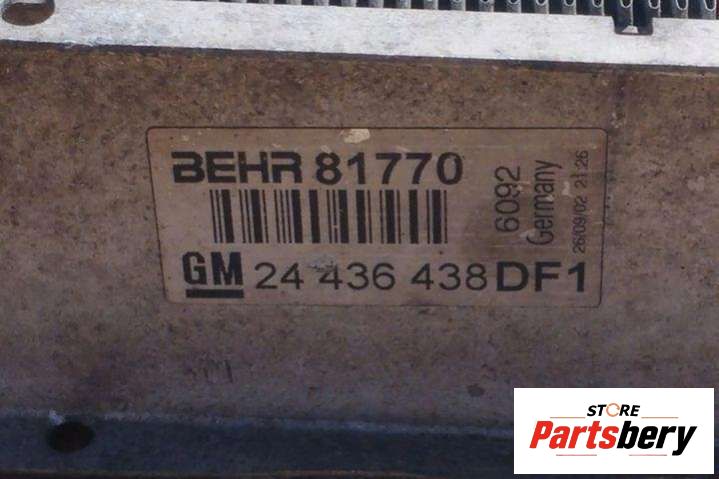 BEHR 81770
GM 24 436 438 DF1
6092
Germany
26/09/02 21 26
STORE
Partsbery